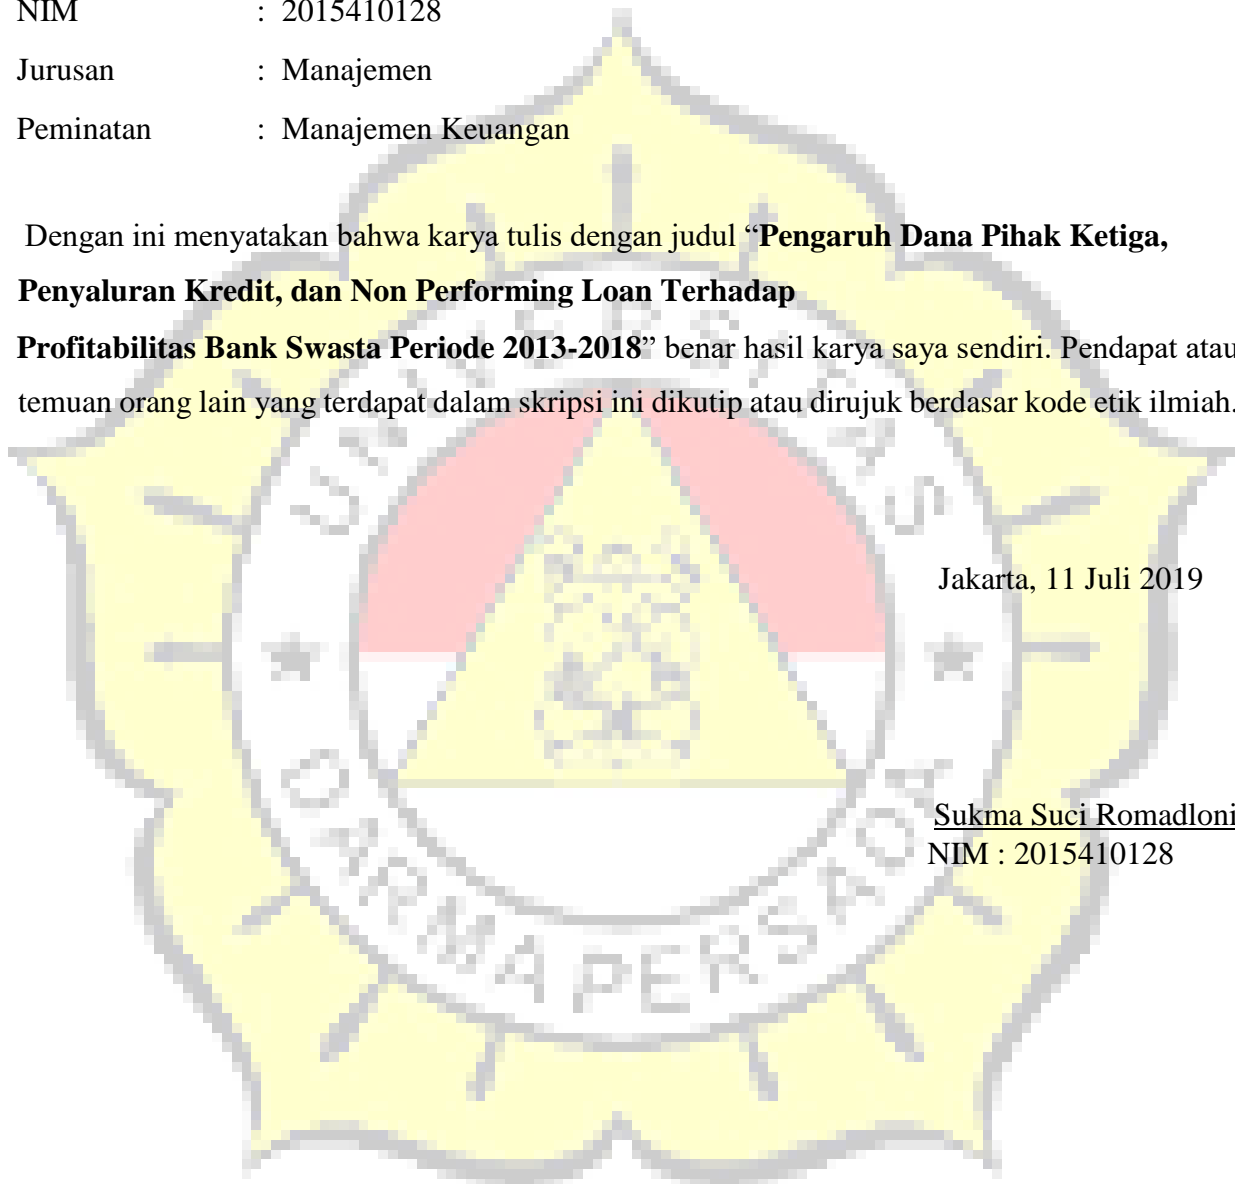 NIM : 2015410128
Jurusan : Manajemen
Peminatan : Manajemen Keuangan
Dengan ini menyatakan bahwa karya tulis dengan judul “Pengaruh Dana Pihak Ketiga,
Penyaluran Kredit, dan Non Performing Loan Terhadap
Profitabilitas Bank Swasta Periode 2013-2018” benar hasil karya saya sendiri. Pendapat atau
temuan orang lain yang terdapat dalam skripsi ini dikutip atau dirujuk berdasar kode etik ilmiah.
UNIVERSITAS
Jakarta, 11 Juli 2019
Sukma Suci Romadloni
NIM : 2015410128
DARMA PERSADA